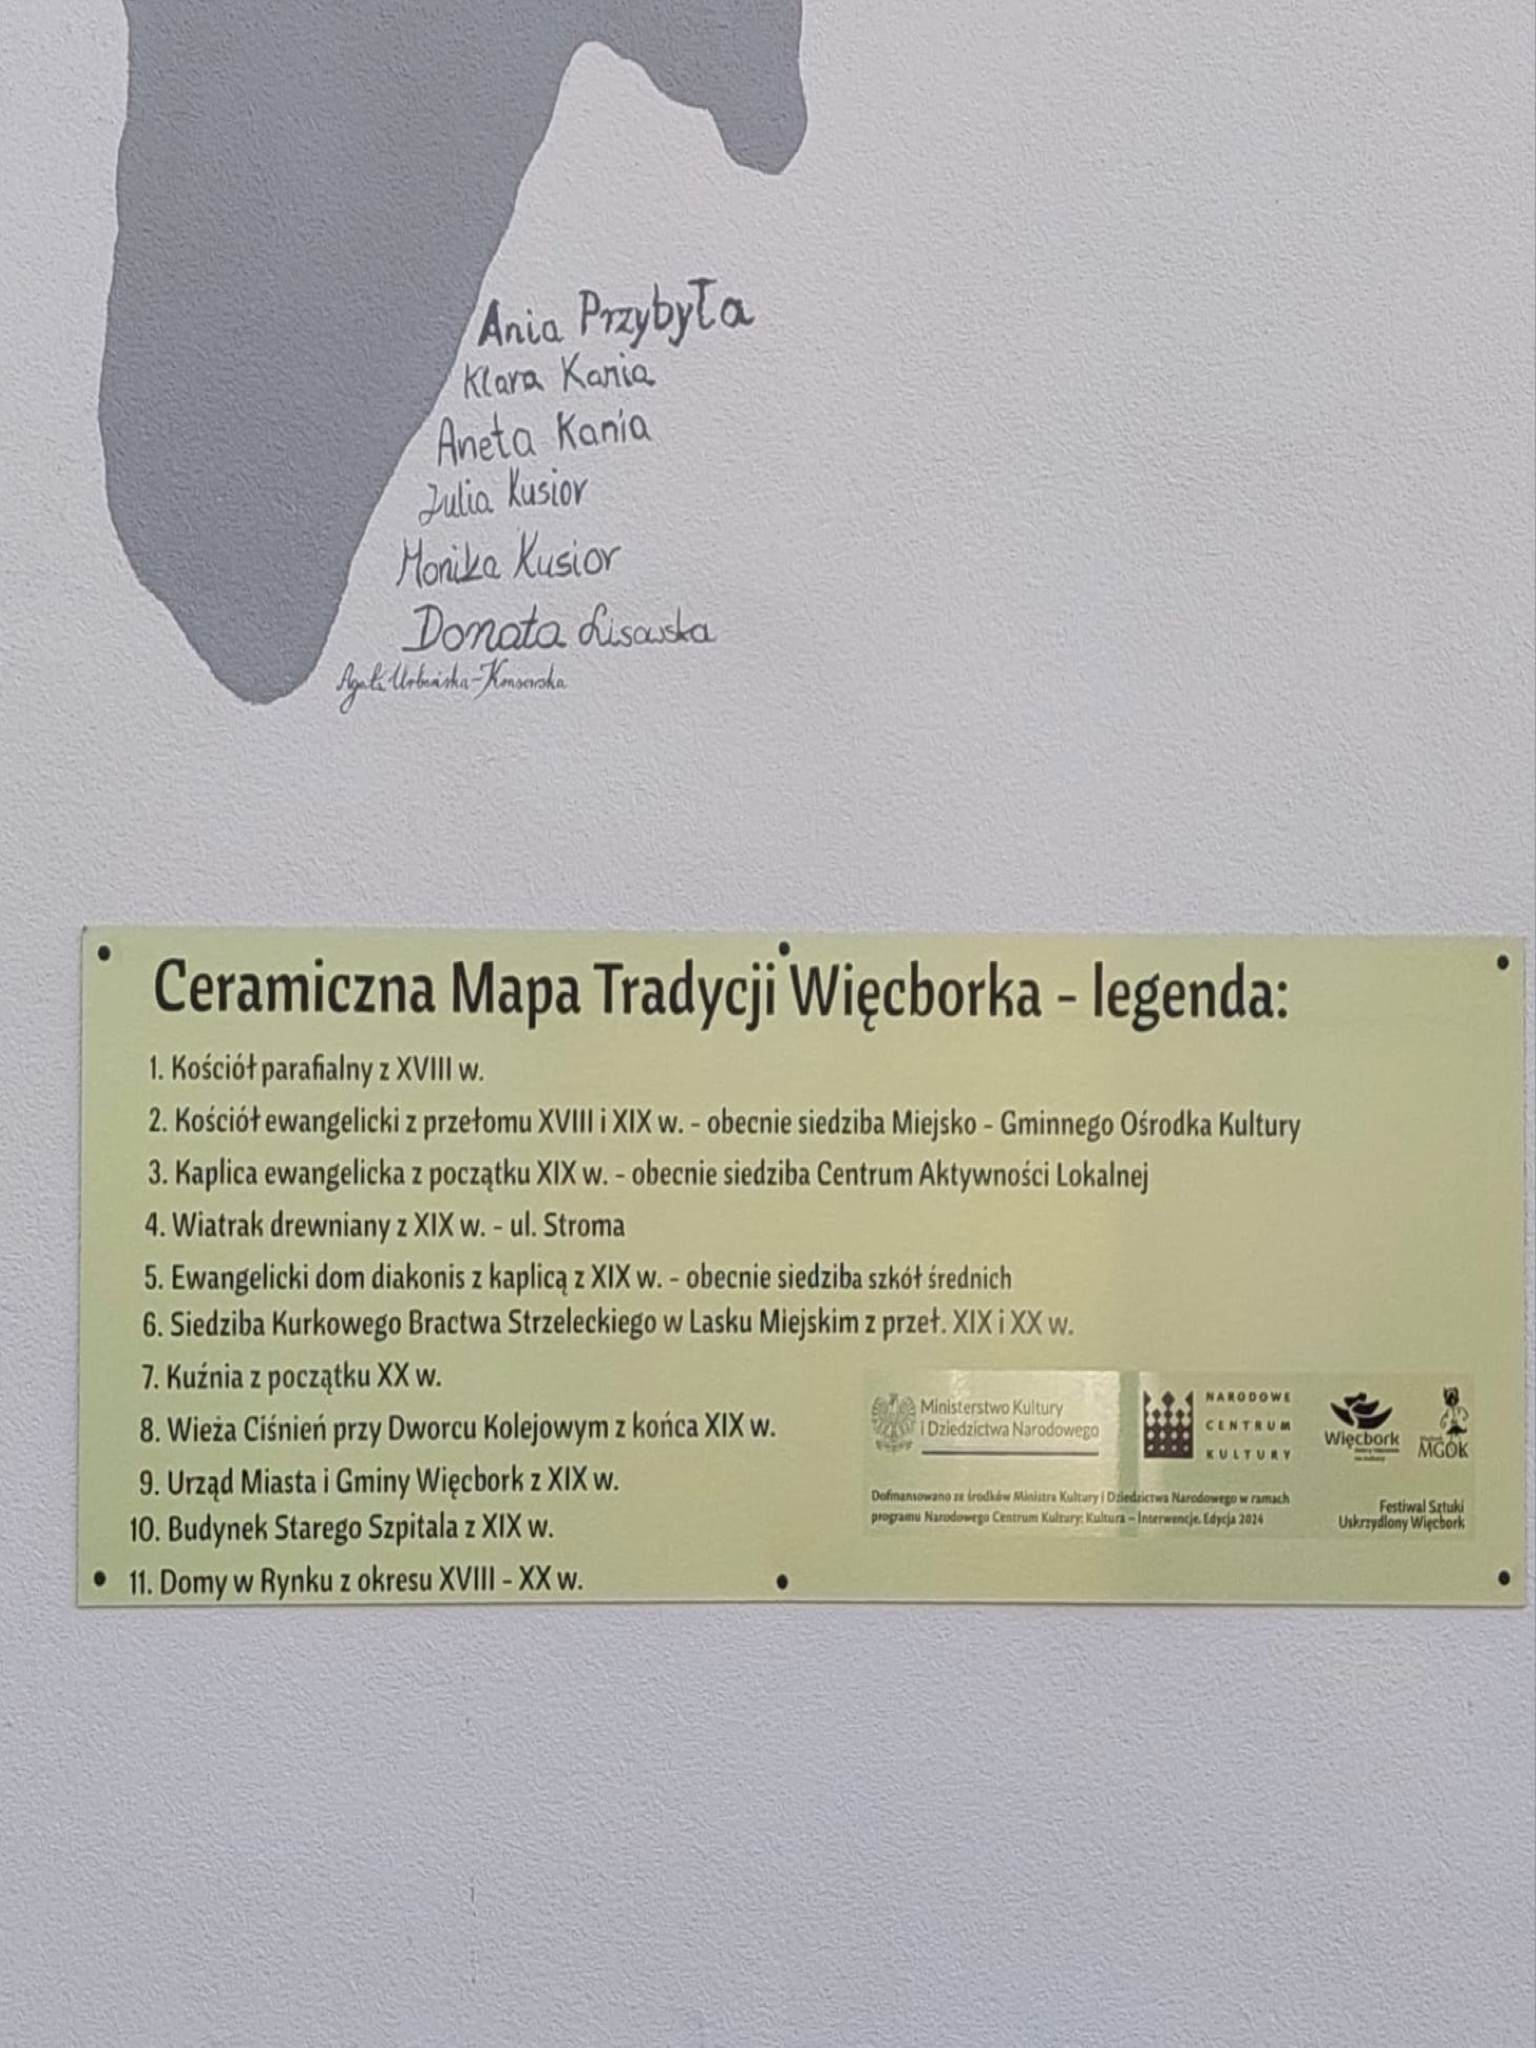 Ania Przybyła
Klara Kania
Aneta Kania
Julia Kusior
Monika Kusior
Donata Lisowska
Ceramiczna Mapa Tradycji Więcborka - legenda:
1. Kościół parafialny z XVIII w.
2. Kościół ewangelicki z przełomu XVIII i XIX w. - obecnie siedziba Miejsko - Gminnego Ośrodka Kultury
3. Kaplica ewangelicka z początku XIX w. - obecnie siedziba Centrum Aktywności Lokalnej
4. Wiatrak drewniany z XIX w. - ul. Stroma
5. Ewangelicki dom diakonis z kaplicą z XIX w. - obecnie siedziba szkół średnich
6. Siedziba Kurkowego Bractwa Strzeleckiego w Lasku Miejskim z przeł. XIX i XX w.
7. Kuźnia z początku XX w.
8. Wieża Ciśnień przy Dworcu Kolejowym z końca XIX w.
9. Urząd Miasta i Gminy Więcbork z XIX w.
10. Budynek Starego Szpitala z XIX w.
11. Domy w Rynku z okresu XVIII - XX w.
Ministerstwo Kultury
i Dziedzictwa Narodowego
NARODOWE
CENTRUM
KULTURY
Więcbork
MGOK
Dofinansowano ze środków Ministra Kultury i Dziedzictwa Narodowego w ramach
programu Narodowego Centrum Kultury: Kultura – Interwencje. Edycja 2024
Festiwal Sztuki
Uskrzydlony Więcbork